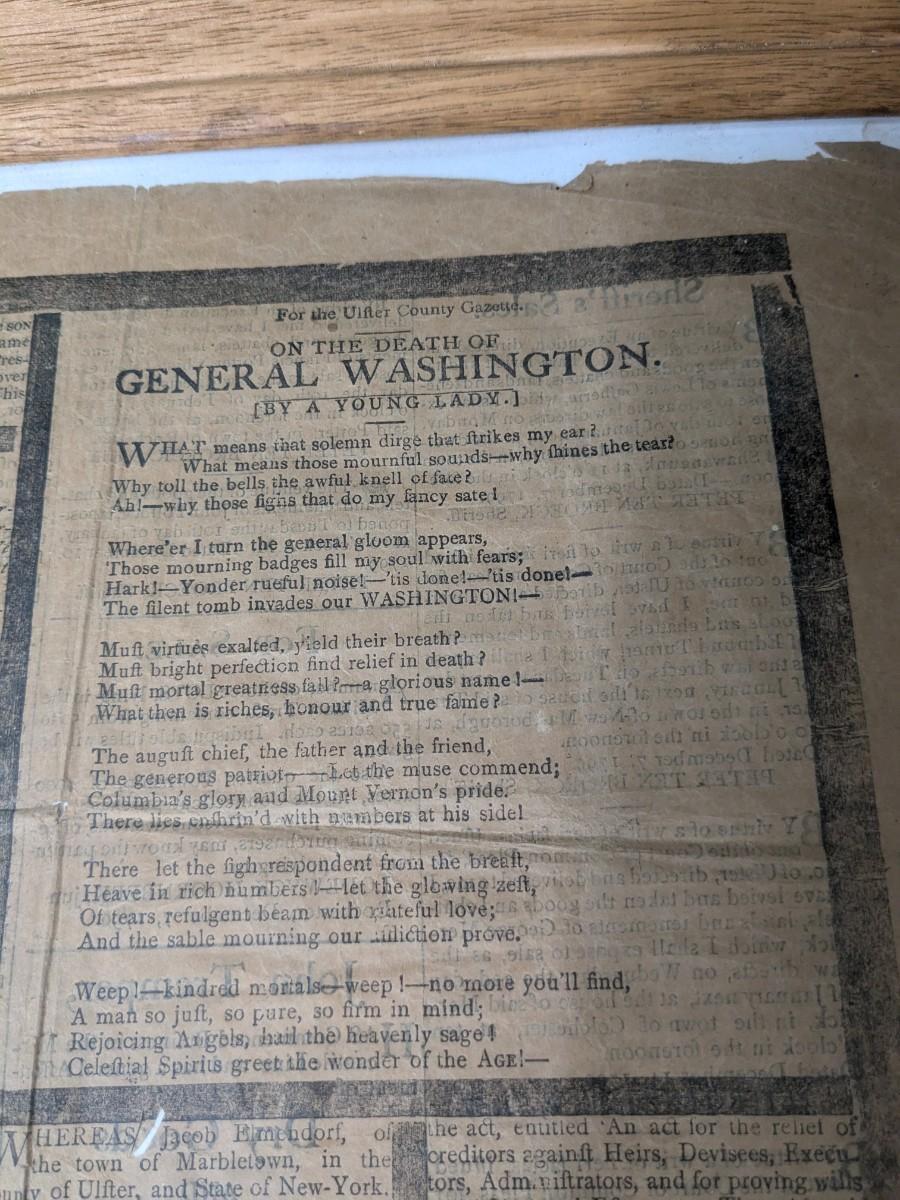 For the Ulſter County Gazette.
ON THE DEATH OF
GENERAL WASHINGTON.
[BY A YOUNG LADY.]
WHAT means that solemn dirge that ſtrikes my ear?
What means those mournful sounds—why ſhines the tear?
Why toll the bells the awful knell of fate?
Ah!—why those ſighs that do my fancy sate!
Where'er I turn the general gloom appears,
Those mourning badges fill my soul with fears;
Hark!—Yonder rueful noise!—'tis done!—'tis done!—
The ſilent tomb invades our WASHINGTON!—
Muſt virtues exalted, yield their breath?
Muſt bright perfection find relief in death?
Muſt mortal greatness fall?—a glorious name!—
What then is riches, honour and true fame?
The auguſt chief, the father and the friend,
The generous patriot——Let the muse commend;
Columbia's glory and Mount Vernon's pride.
There lies enſhrin'd with numbers at his side!
There let the ſigh respondent from the breaſt,
Heave in rich numbers!—let the glowing zeſt,
Of tears, refulgent beam with grateful love;
And the sable mourning our prove.
Weep!—kindred mortals—weep!—no more you'll find,
A man so juſt, so pure, so firm in mind;
Rejoicing Angels, hail the heavenly sage!
Celeſtial Spirits greet the wonder of the AGE!—
WHEREAS Jacob Elmendorf, of
the town of Marbletown, in the
of Ulſter, and State of New-York.
the act, entitled 'An act for the relief of
creditors againſt Heirs, Devisees, Execu-
tors, Adminiſtrators, and for proving wills